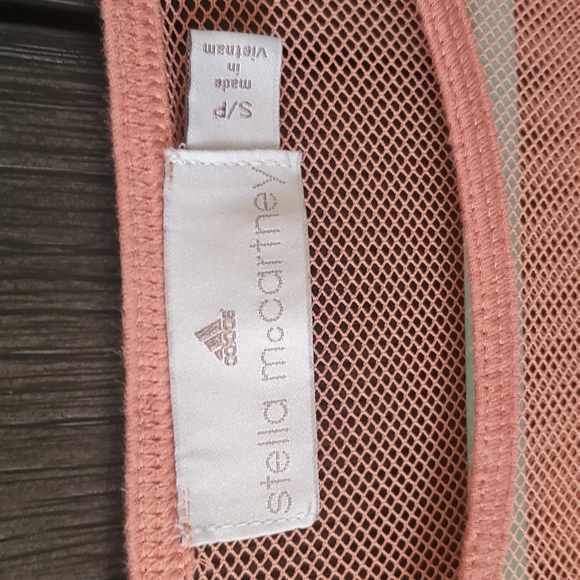 adidas
stella mccartney
S/P
made
in
Vietnam